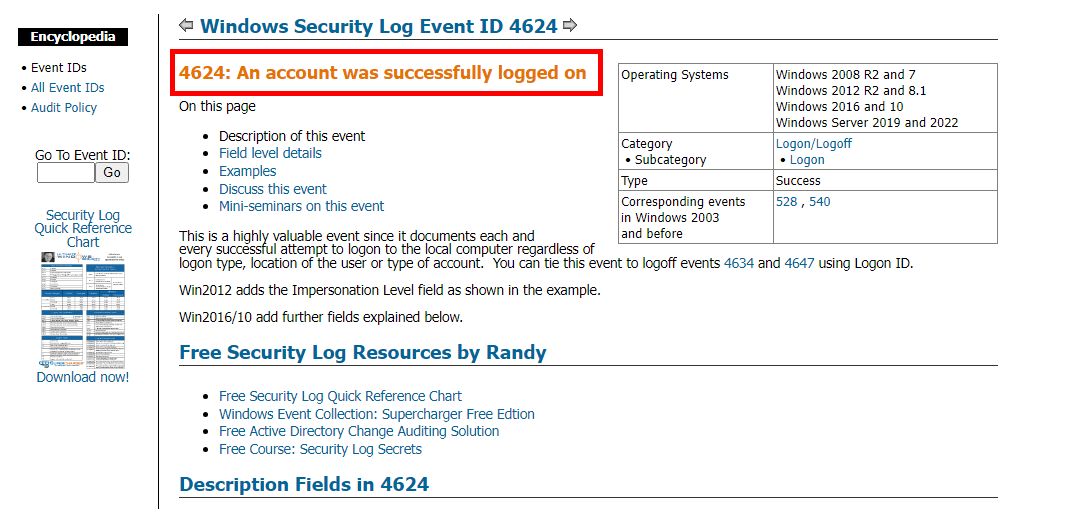 Encyclopedia
• Event IDs
• All Event IDs
• Audit Policy
Go To Event ID:
Go
Security Log
Quick Reference
Chart
Download now!
Windows Security Log Event ID 4624
4624: An account was successfully logged on
On this page
• Description of this event
• Field level details
• Examples
• Discuss this event
• Mini-seminars on this event
Operating Systems
Windows 2008 R2 and 7
Windows 2012 R2 and 8.1
Windows 2016 and 10
Windows Server 2019 and 2022
Category
• Subcategory
Logon/Logoff
• Logon
Type
Success
Corresponding events
in Windows 2003
and before
528 , 540
This is a highly valuable event since it documents each and
every successful attempt to logon to the local computer regardless of
logon type, location of the user or type of account.  You can tie this event to logoff events 4634 and 4647 using Logon ID.
Win2012 adds the Impersonation Level field as shown in the example.
Win2016/10 add further fields explained below.
Free Security Log Resources by Randy
• Free Security Log Quick Reference Chart
• Windows Event Collection: Supercharger Free Edtion
• Free Active Directory Change Auditing Solution
• Free Course: Security Log Secrets
Description Fields in 4624